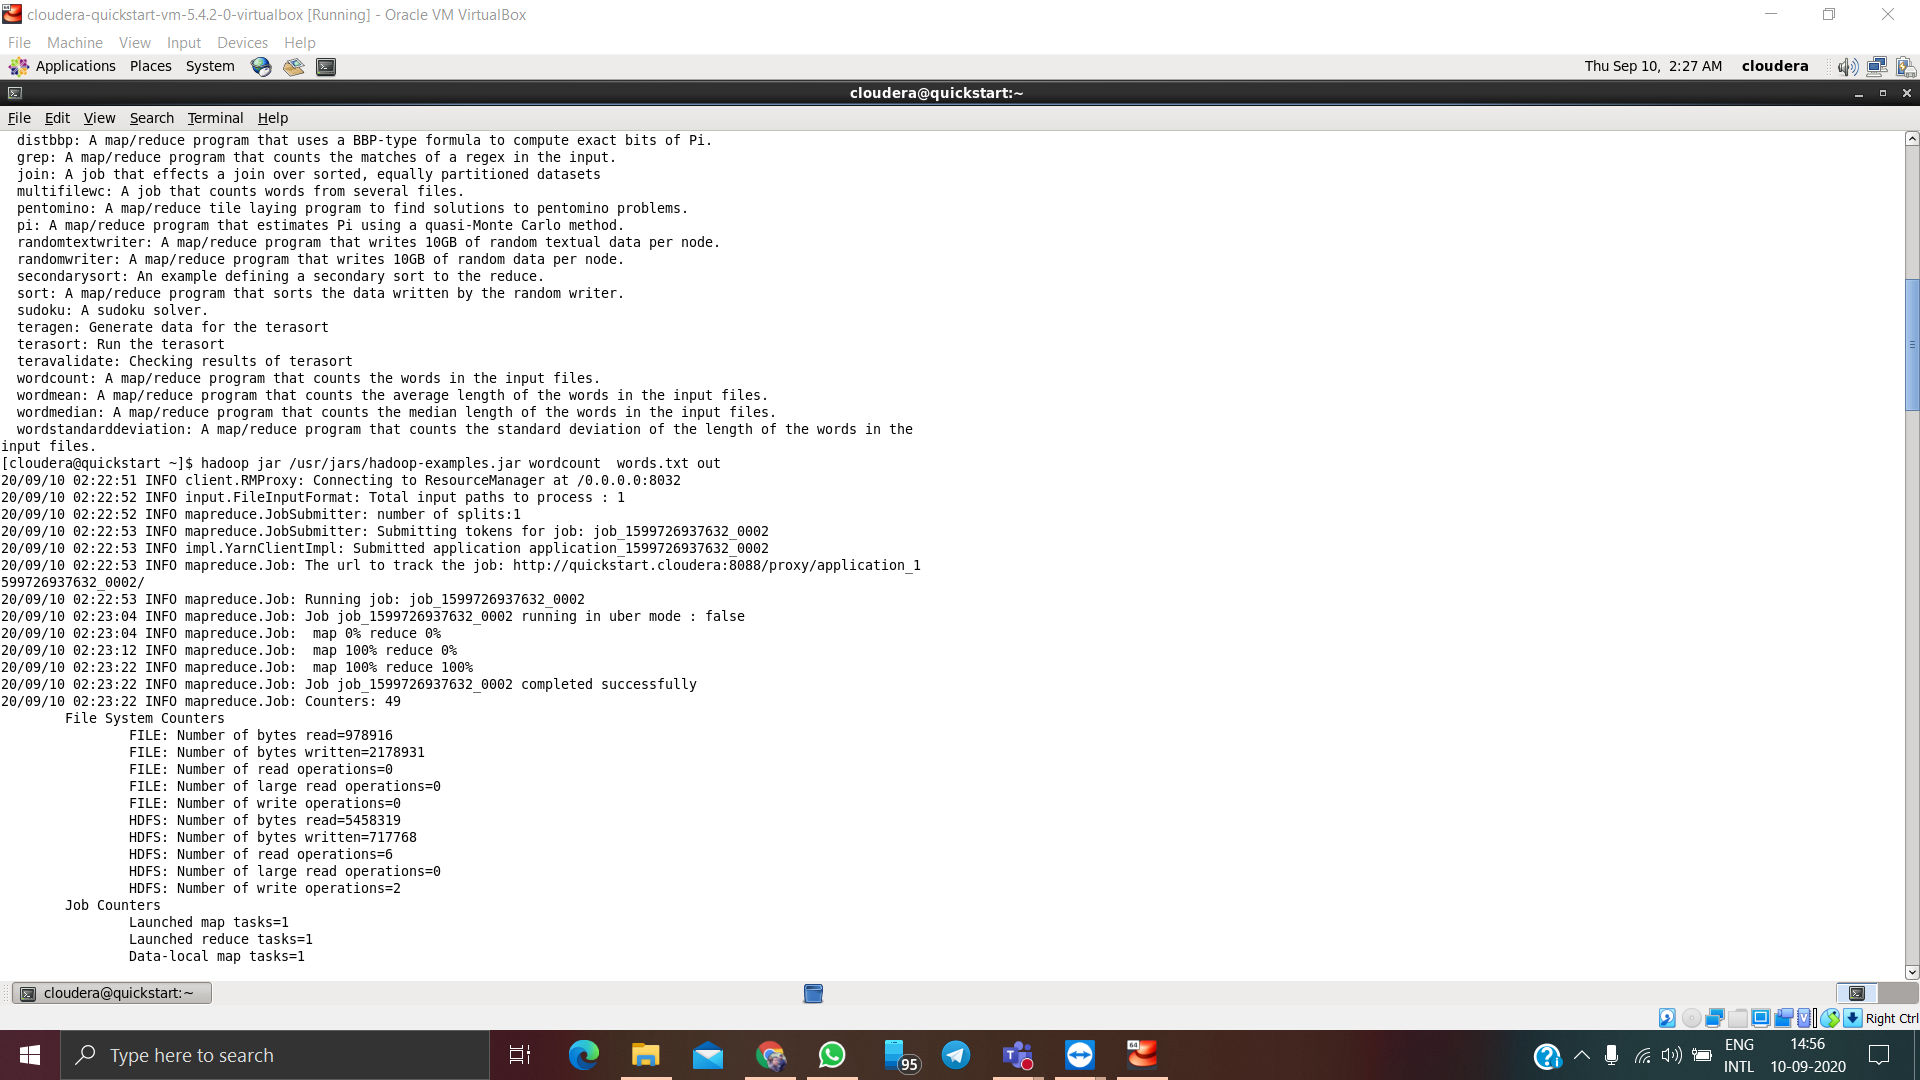 cloudera-quickstart-vm-5.4.2-0-virtualbox [Running] - Oracle VM VirtualBox
File Machine View Input Devices Help
Applications Places System Thu Sep 10, 2:27 AM cloudera
cloudera@quickstart:~
File Edit View Search Terminal Help
distbbp: A map/reduce program that uses a BBP-type formula to compute exact bits of Pi.
grep: A map/reduce program that counts the matches of a regex in the input.
join: A job that effects a join over sorted, equally partitioned datasets
multifilewc: A job that counts words from several files.
pentomino: A map/reduce tile laying program to find solutions to pentomino problems.
pi: A map/reduce program that estimates Pi using a quasi-Monte Carlo method.
randomtextwriter: A map/reduce program that writes 10GB of random textual data per node.
randomwriter: A map/reduce program that writes 10GB of random data per node.
secondarysort: An example defining a secondary sort to the reduce.
sort: A map/reduce program that sorts the data written by the random writer.
sudoku: A sudoku solver.
teragen: Generate data for the terasort
terasort: Run the terasort
teravalidate: Checking results of terasort
wordcount: A map/reduce program that counts the words in the input files.
wordmean: A map/reduce program that counts the average length of the words in the input files.
wordmedian: A map/reduce program that counts the median length of the words in the input files.
wordstandarddeviation: A map/reduce program that counts the standard deviation of the length of the words in the
input files.
[cloudera@quickstart ~]$ hadoop jar /usr/jars/hadoop-examples.jar wordcount  words.txt out
20/09/10 02:22:51 INFO client.RMProxy: Connecting to ResourceManager at /0.0.0.0:8032
20/09/10 02:22:52 INFO input.FileInputFormat: Total input paths to process : 1
20/09/10 02:22:52 INFO mapreduce.JobSubmitter: number of splits:1
20/09/10 02:22:53 INFO mapreduce.JobSubmitter: Submitting tokens for job: job_1599726937632_0002
20/09/10 02:22:53 INFO impl.YarnClientImpl: Submitted application application_1599726937632_0002
20/09/10 02:22:53 INFO mapreduce.Job: The url to track the job: http://quickstart.cloudera:8088/proxy/application_1
599726937632_0002/
20/09/10 02:22:53 INFO mapreduce.Job: Running job: job_1599726937632_0002
20/09/10 02:23:04 INFO mapreduce.Job: Job job_1599726937632_0002 running in uber mode : false
20/09/10 02:23:04 INFO mapreduce.Job:  map 0% reduce 0%
20/09/10 02:23:12 INFO mapreduce.Job:  map 100% reduce 0%
20/09/10 02:23:22 INFO mapreduce.Job:  map 100% reduce 100%
20/09/10 02:23:22 INFO mapreduce.Job: Job job_1599726937632_0002 completed successfully
20/09/10 02:23:22 INFO mapreduce.Job: Counters: 49
File System Counters
FILE: Number of bytes read=978916
FILE: Number of bytes written=2178931
FILE: Number of read operations=0
FILE: Number of large read operations=0
FILE: Number of write operations=0
HDFS: Number of bytes read=5458319
HDFS: Number of bytes written=717768
HDFS: Number of read operations=6
HDFS: Number of large read operations=0
HDFS: Number of write operations=2
Job Counters
Launched map tasks=1
Launched reduce tasks=1
Data-local map tasks=1
cloudera@quickstart:~
Right Ctrl
Type here to search
95
ENG
INTL
14:56
10-09-2020